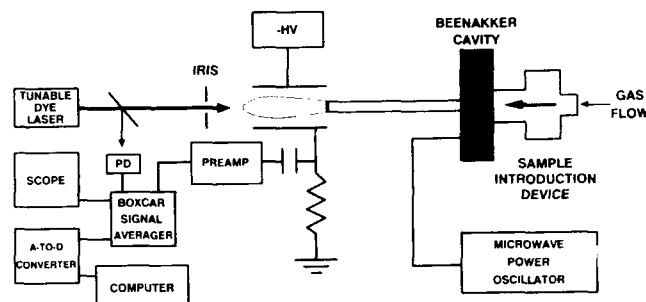 -HV
BEENAKKER
CAVITY
IRIS
TUNABLE
DYE
LASER
GAS
FLOW
PD
PREAMP
SCOPE
BOXCAR
SIGNAL
AVERAGER
SAMPLE
INTRODUCTION
DEVICE
A-TO-D
CONVERTER
COMPUTER
MICROWAVE
POWER
OSCILLATOR